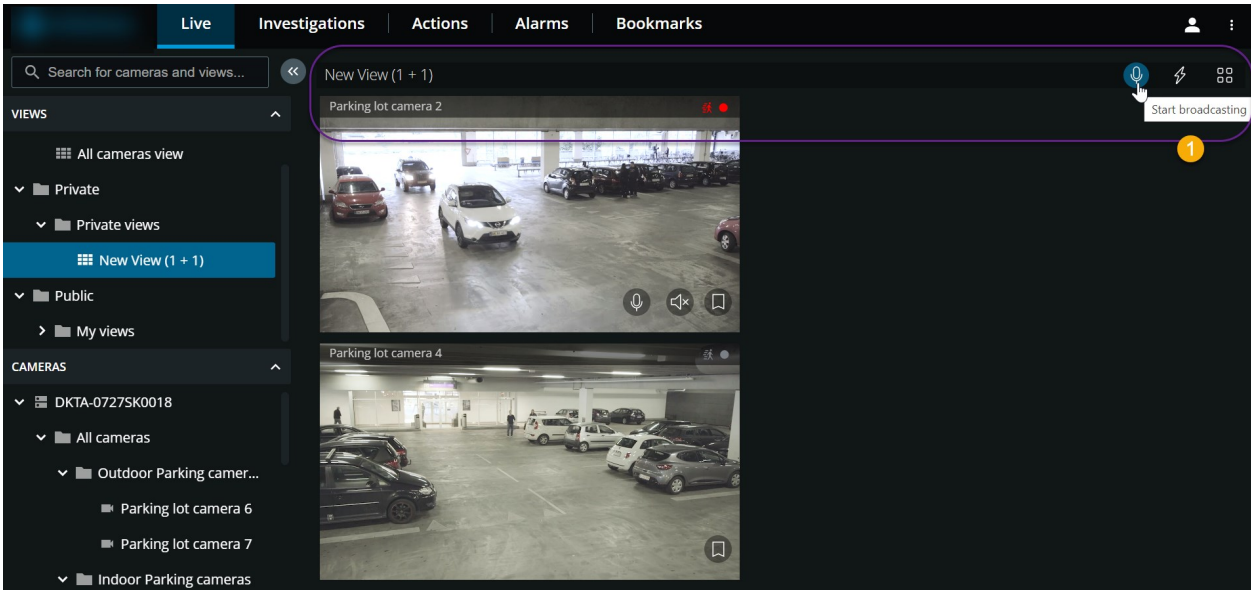 Live
Investigations
Actions
Alarms
Bookmarks
Search for cameras and views...
New View (1 + 1)
Start broadcasting
1
VIEWS
All cameras view
Private
Private views
New View (1 + 1)
Public
My views
CAMERAS
DKTA-0727SK0018
All cameras
Outdoor Parking camer...
Parking lot camera 6
Parking lot camera 7
Indoor Parking cameras
Parking lot camera 2
Parking lot camera 4